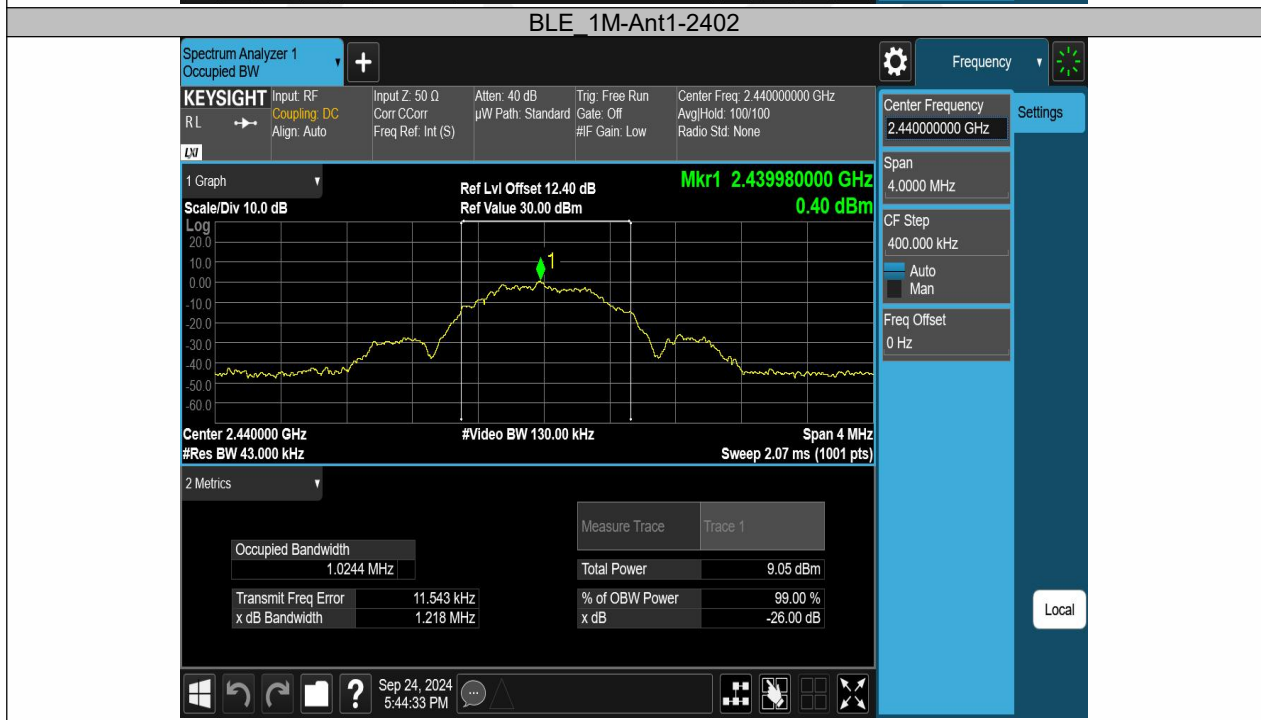 BLE_1M-Ant1-2402
Spectrum Analyzer 1
Occupied BW
+
Frequency
KEYSIGHT
RL
LXI
Input: RF
Coupling: DC
Align: Auto
Input Z: 50 Ω
Corr CCorr
Freq Ref: Int (S)
Atten: 40 dB
µW Path: Standard
Trig: Free Run
Gate: Off
#IF Gain: Low
Center Freq: 2.440000000 GHz
Avg|Hold: 100/100
Radio Std: None
Center Frequency
2.440000000 GHz
Settings
Span
4.0000 MHz
CF Step
400.000 kHz
Auto
Man
Freq Offset
0 Hz
Local
1 Graph
Scale/Div 10.0 dB
Ref Lvl Offset 12.40 dB
Ref Value 30.00 dBm
Mkr1 2.439980000 GHz
0.40 dBm
Log
20.0
10.0
0.00
-10.0
-20.0
-30.0
-40.0
-50.0
-60.0
1
Center 2.440000 GHz
#Res BW 43.000 kHz
#Video BW 130.00 kHz
Span 4 MHz
Sweep 2.07 ms (1001 pts)
2 Metrics
Measure Trace Trace 1
Occupied Bandwidth
1.0244 MHz
Total Power 9.05 dBm
Transmit Freq Error 11.543 kHz
% of OBW Power 99.00 %
x dB Bandwidth 1.218 MHz
x dB -26.00 dB
?
Sep 24, 2024
5:44:33 PM